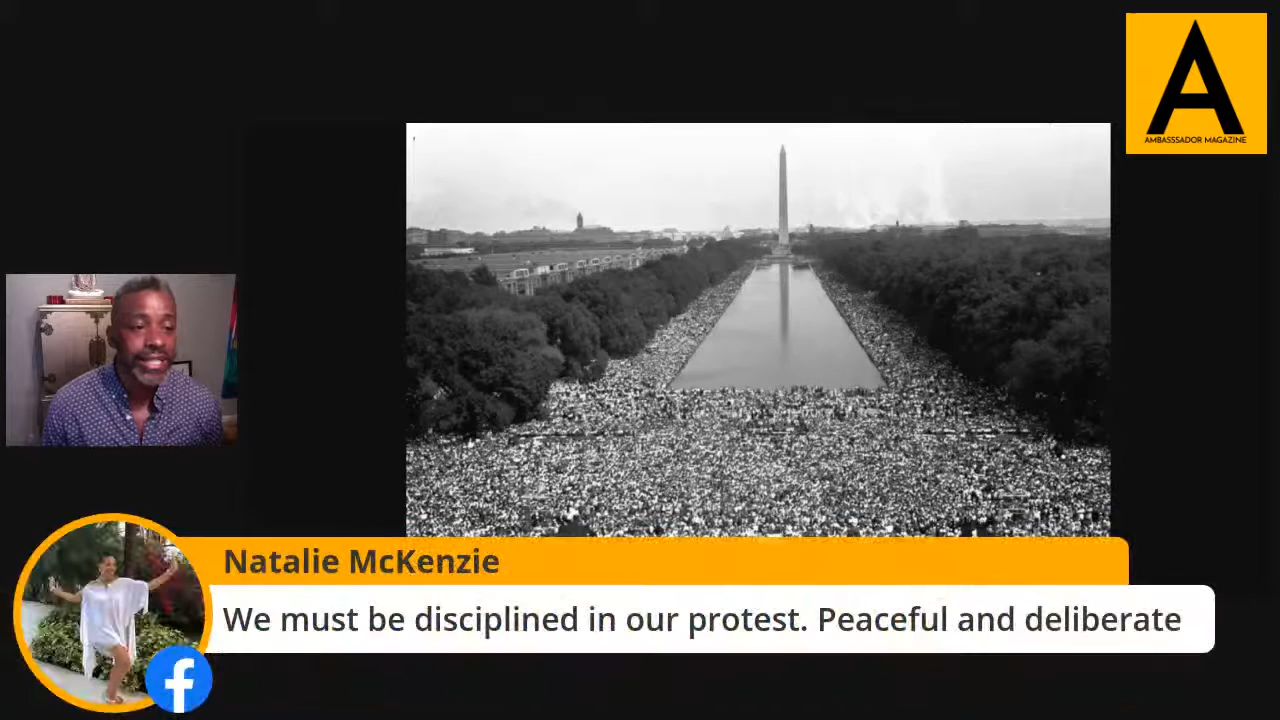 A
AMBASSSADOR MAGAZINE
Natalie McKenzie
We must be disciplined in our protest. Peaceful and deliberate